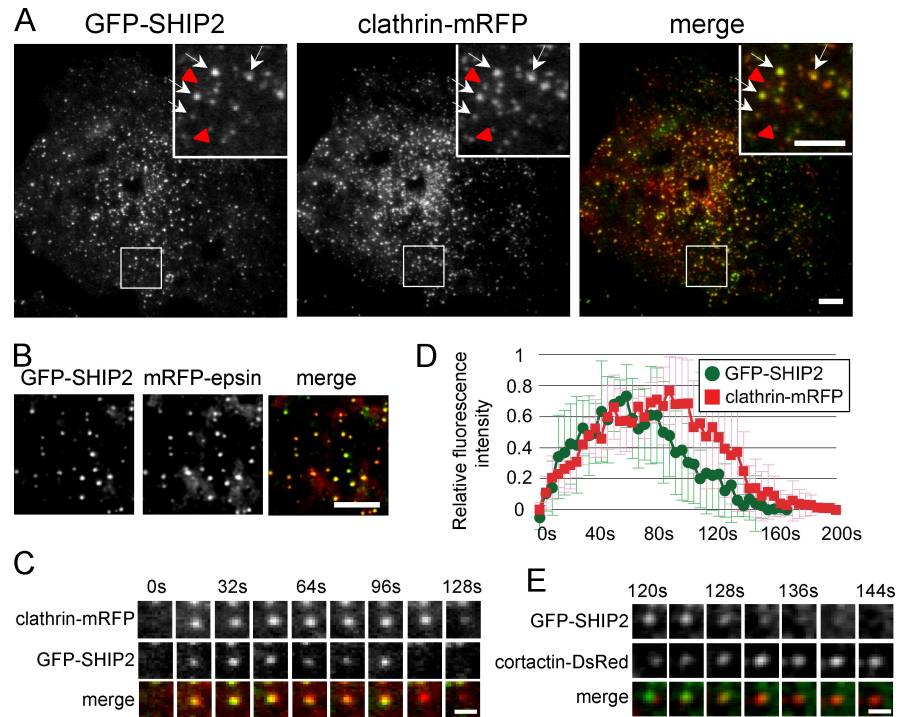 A
GFP-SHIP2 clathrin-mRFP merge
B
GFP-SHIP2 mRFP-epsin merge
D
Relative fluorescence
intensity
1
0.8
0.6
0.4
0.2
0
0s 40s 80s 120s 160s 200s
GFP-SHIP2
clathrin-mRFP
C
0s 32s 64s 96s 128s
clathrin-mRFP
GFP-SHIP2
merge
E
120s 128s 136s 144s
GFP-SHIP2
cortactin-DsRed
merge